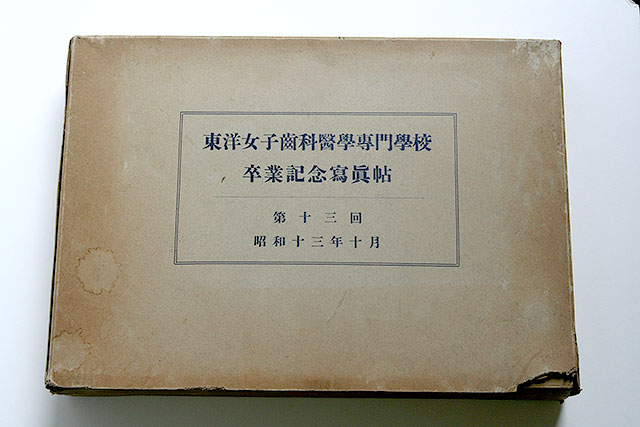 東洋女子齒科醫學專門學校
卒業記念寫眞帖
第十三回
昭和十三年十月